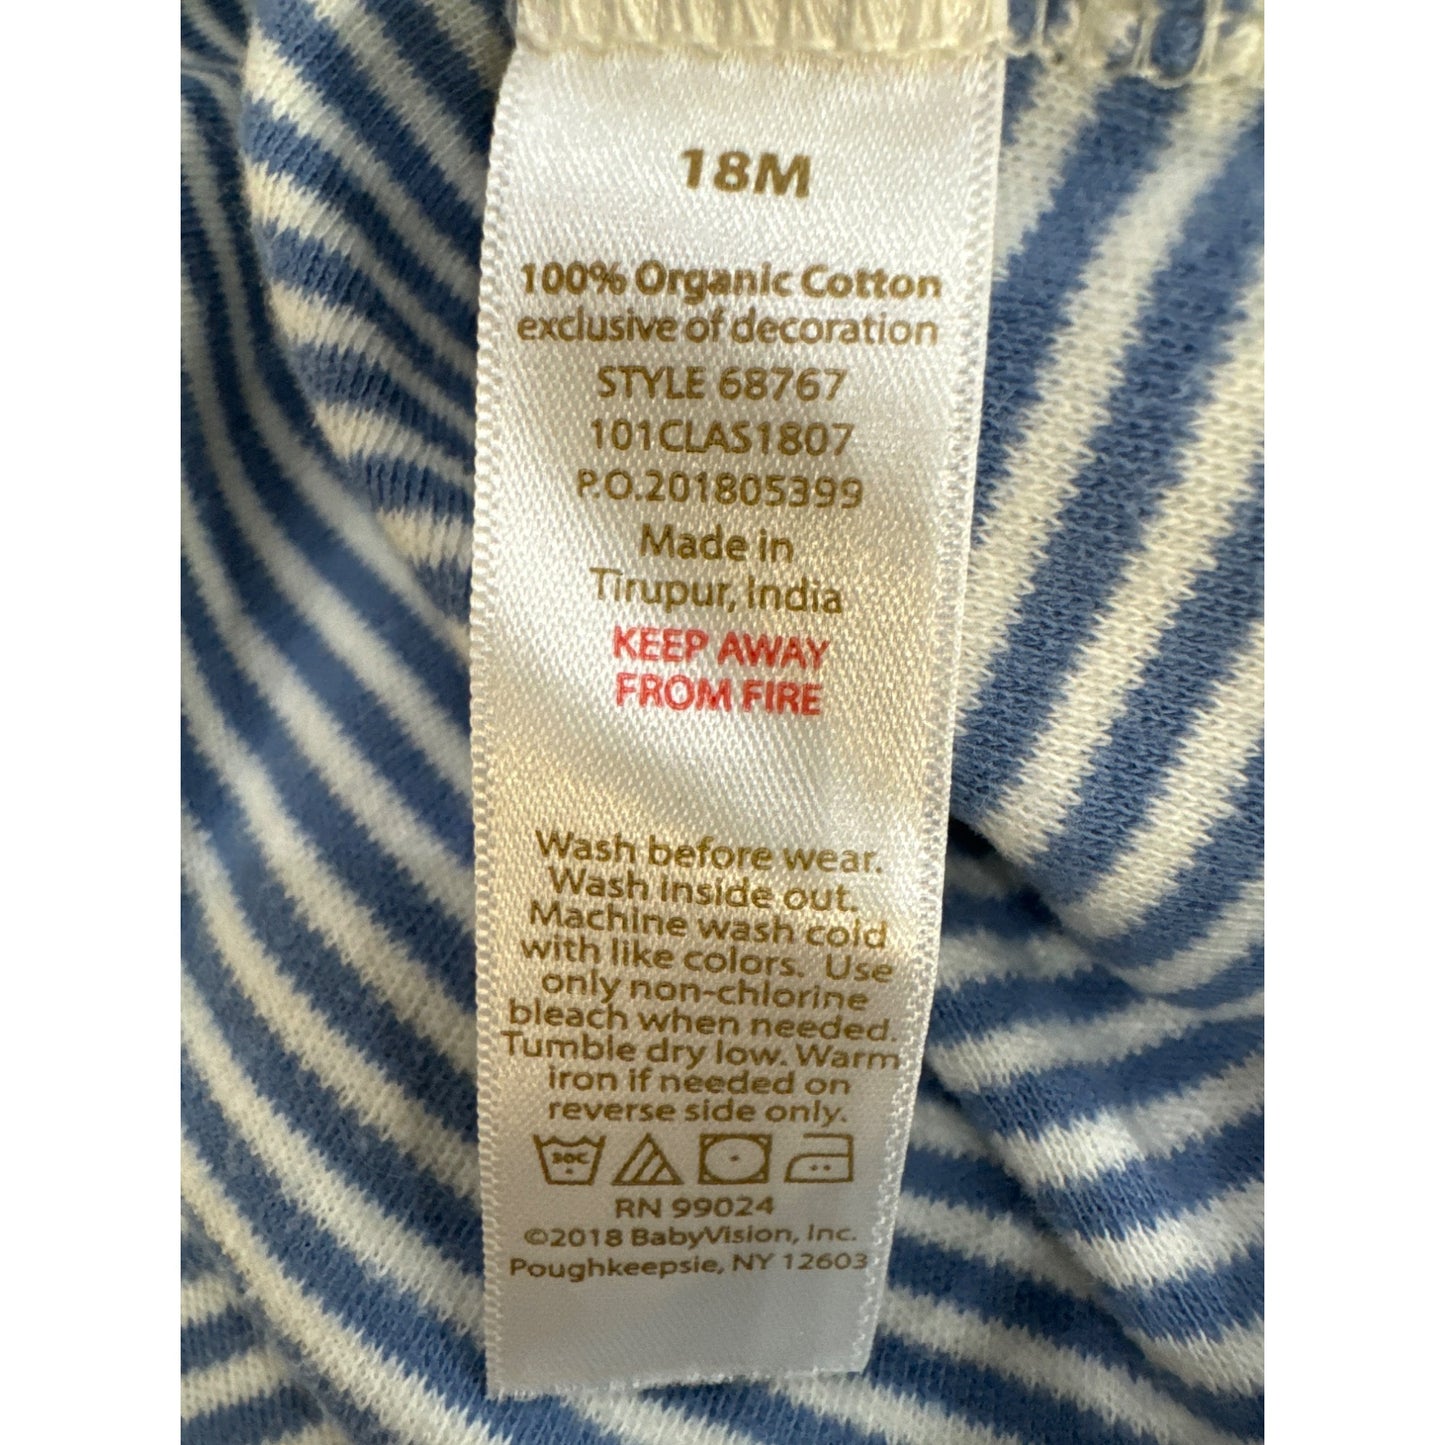 18M
100% Organic Cotton
exclusive of decoration
STYLE 68767
101CLAS1807
P.O.201805399
Made in
Tirupur, India
KEEP AWAY
FROM FIRE
Wash before wear.
Wash inside out.
Machine wash cold
with like colors. Use
only non-chlorine
bleach when needed.
Tumble dry low. Warm
iron if needed on
reverse side only.
30C
RN 99024
©2018 BabyVision, Inc.
Poughkeepsie, NY 12603